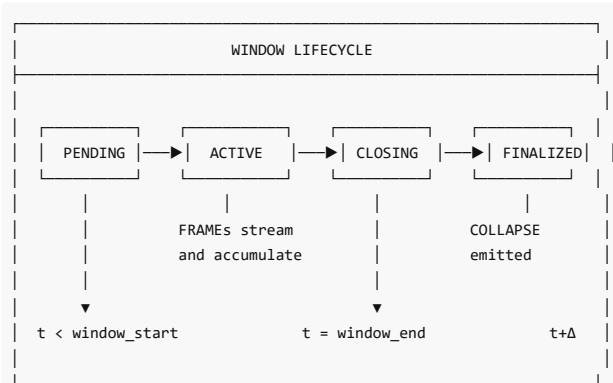 WINDOW LIFECYCLE
PENDING ACTIVE CLOSING FINALIZED
FRAMEs stream COLLAPSE
and accumulate emitted
t < window_start t = window_end t+Δ